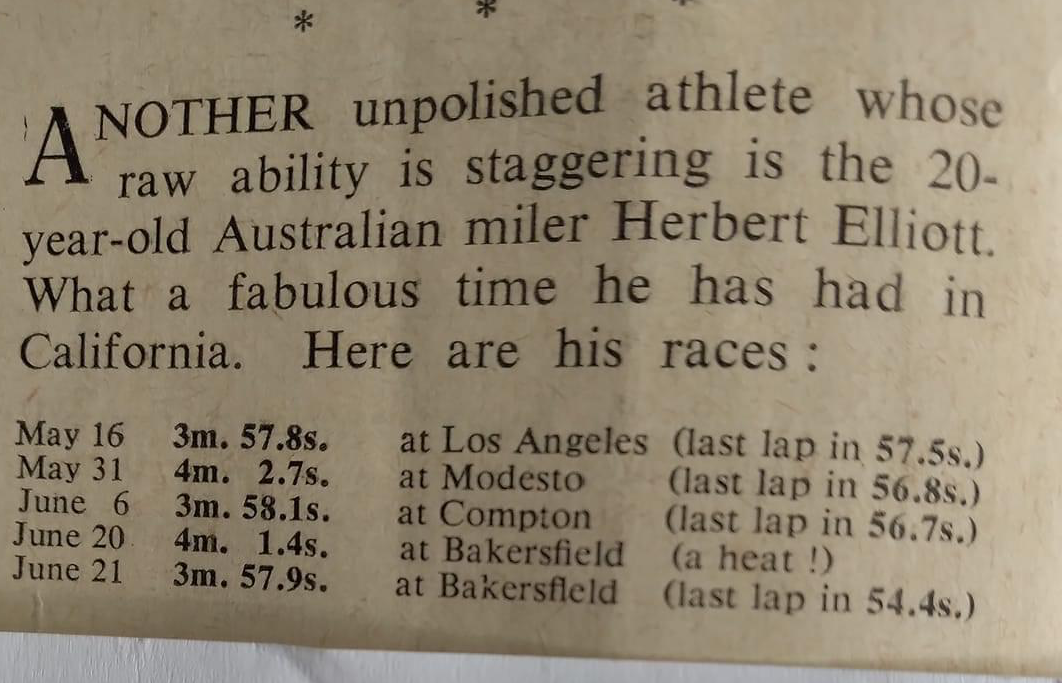 * * *
ANOTHER unpolished athlete whose
raw ability is staggering is the 20-
year-old Australian miler Herbert Elliott.
What a fabulous time he has had in
California. Here are his races :
May 16 3m. 57.8s. at Los Angeles (last lap in 57.5s.)
May 31 4m. 2.7s. at Modesto (last lap in 56.8s.)
June 6 3m. 58.1s. at Compton (last lap in 56.7s.)
June 20 4m. 1.4s. at Bakersfield (a heat !)
June 21 3m. 57.9s. at Bakersfield (last lap in 54.4s.)